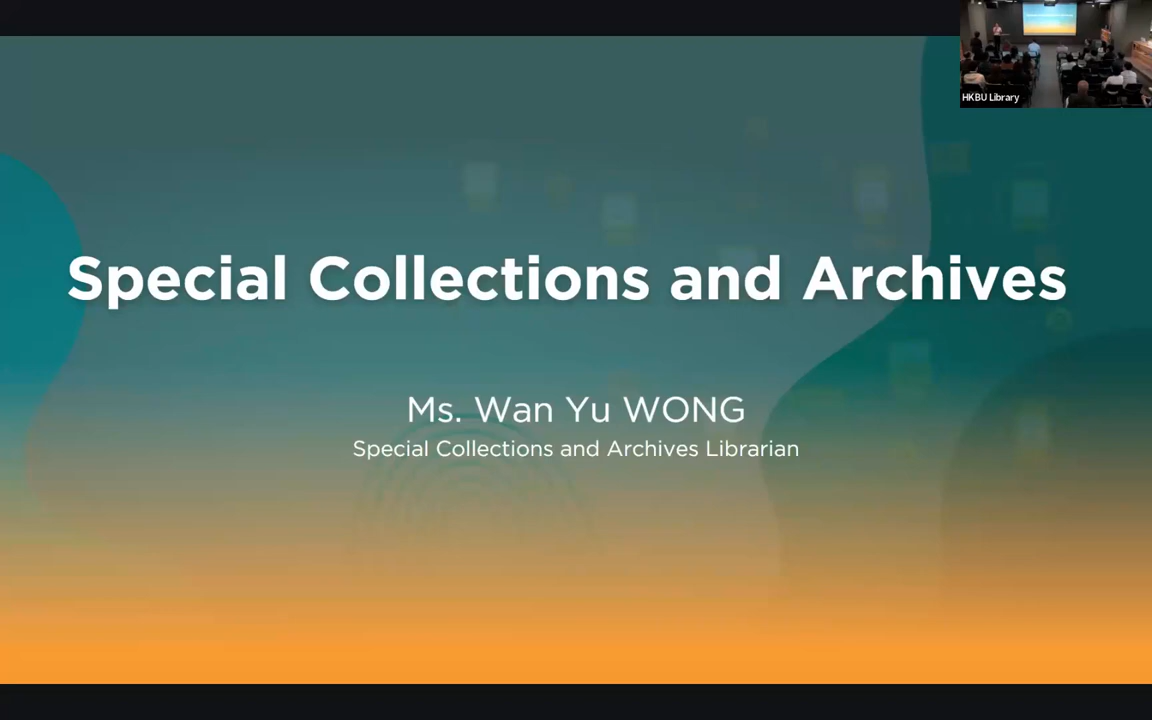 HKBU Library
Special Collections and Archives
Ms. Wan Yu WONG
Special Collections and Archives Librarian